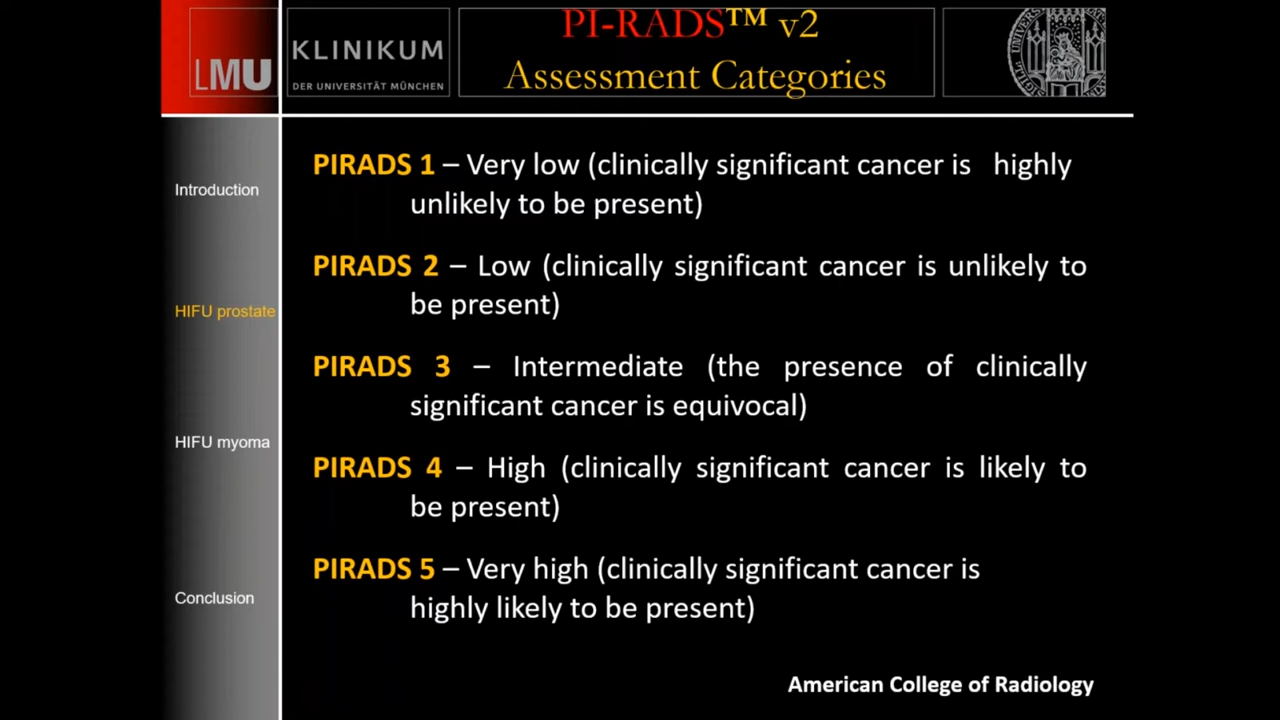 LMU
KLINIKUM
DER UNIVERSITÄT MÜNCHEN
PI-RADS™ v2
Assessment Categories
Introduction
HIFU prostate
HIFU myoma
Conclusion
PIRADS 1 – Very low (clinically significant cancer is highly
unlikely to be present)
PIRADS 2 – Low (clinically significant cancer is unlikely to
be present)
PIRADS 3 – Intermediate (the presence of clinically
significant cancer is equivocal)
PIRADS 4 – High (clinically significant cancer is likely to
be present)
PIRADS 5 – Very high (clinically significant cancer is
highly likely to be present)
American College of Radiology